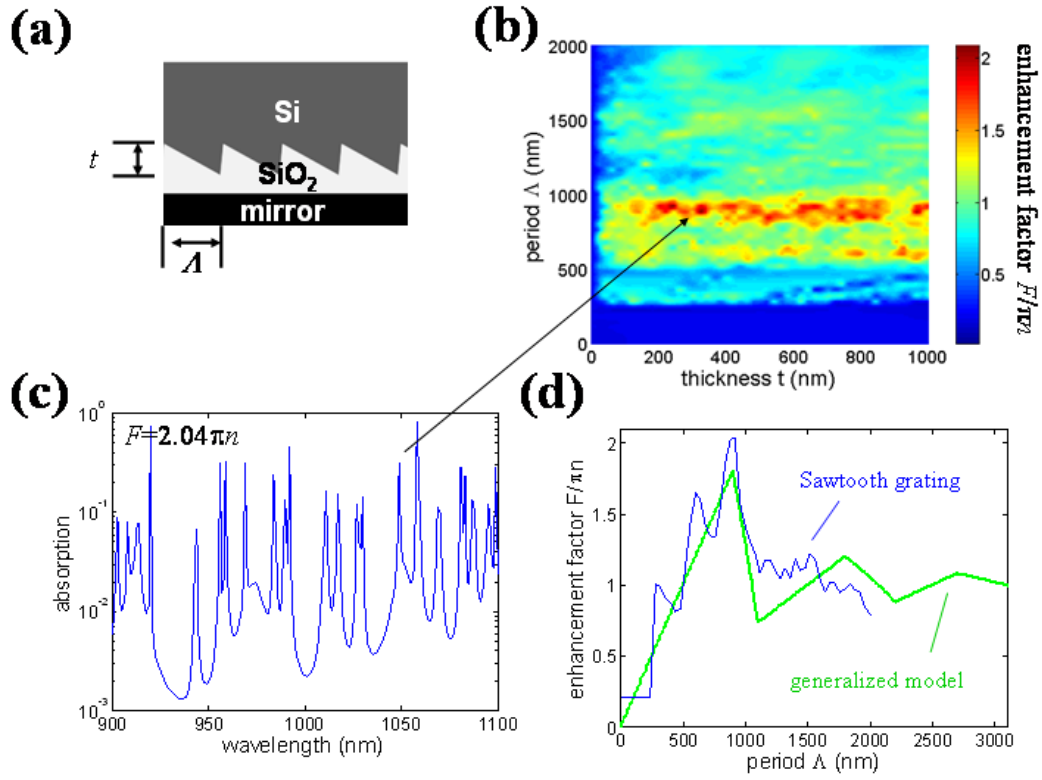 (a)
Si
t
SiO2
mirror
Λ
(b)
2000
1500
1000
500
0
period Λ (nm)
0 200 400 600 800 1000
thickness t (nm)
2
1.5
1
0.5
enhancement factor F/πn
(c)
F=2.04πn
10^0
10^-1
10^-2
10^-3
absorption
900 950 1000 1050 1100
wavelength (nm)
(d)
2
1.5
1
0.5
0
enhancement factor F/πn
Sawtooth grating
generalized model
0 500 1000 1500 2000 2500 3000
period Λ (nm)